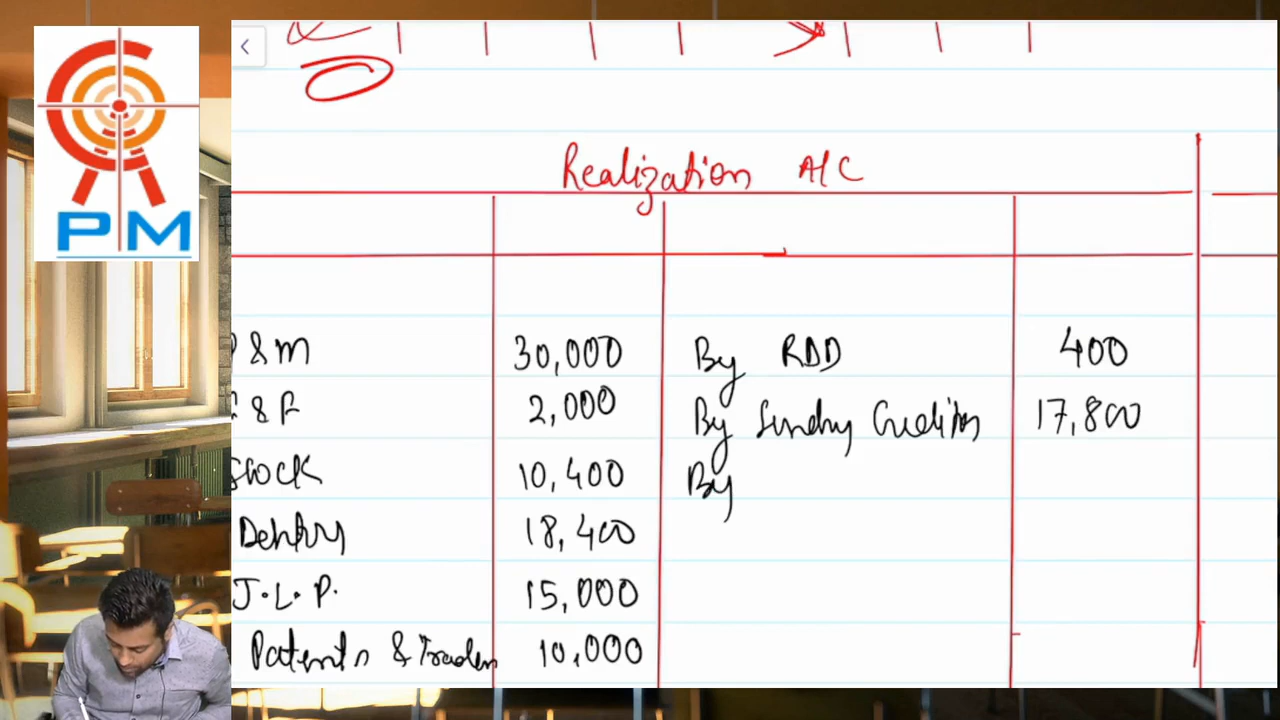 PM
Realization A/C
& M 30,000 By RDD 400
& F 2,000 By Sundry Creditors 17,800
Stock 10,400 By
Debtors 18,400
J.L.P. 15,000
Patents & Tradem 10,000